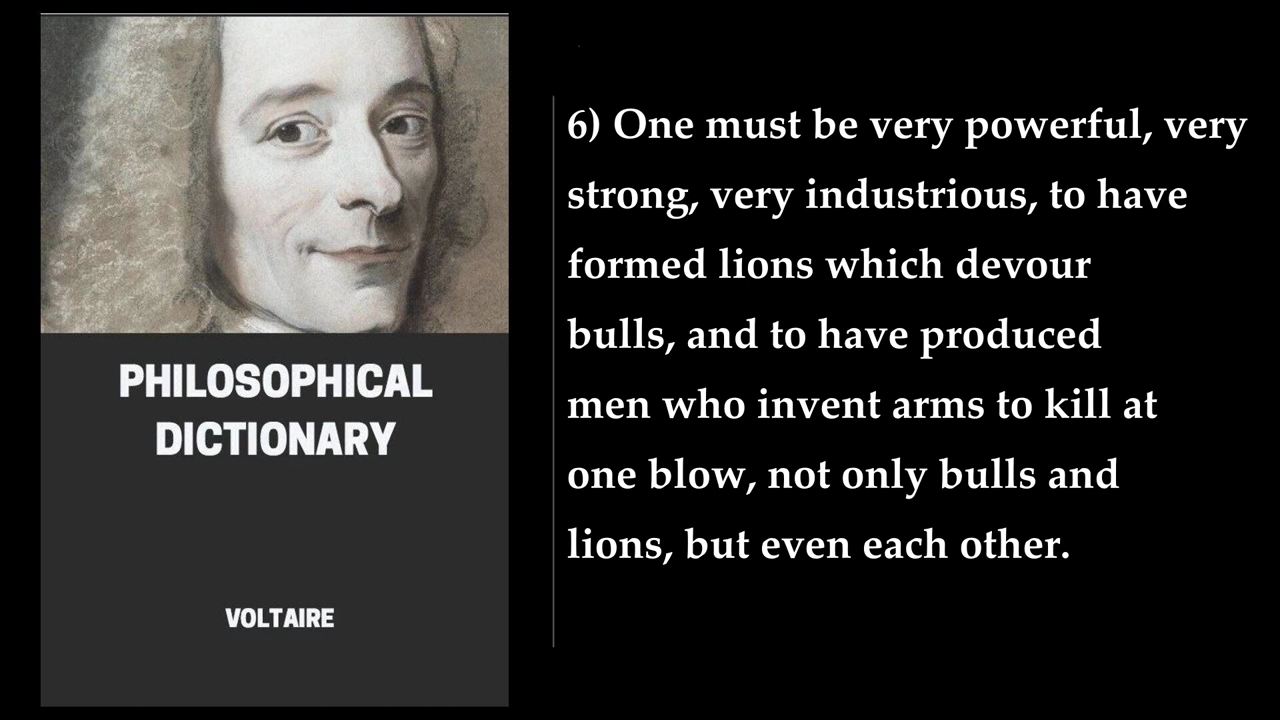 PHILOSOPHICAL
DICTIONARY
VOLTAIRE
6) One must be very powerful, very
strong, very industrious, to have
formed lions which devour
bulls, and to have produced
men who invent arms to kill at
one blow, not only bulls and
lions, but even each other.